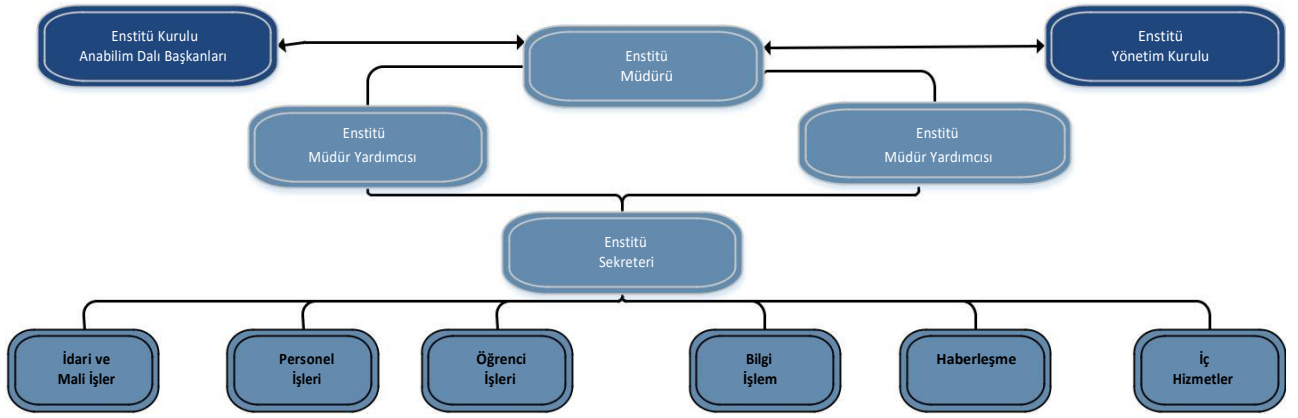 Enstitü Kurulu
Anabilim Dalı Başkanları
Enstitü
Müdürü
Enstitü
Yönetim Kurulu
Enstitü
Müdür Yardımcısı
Enstitü
Müdür Yardımcısı
Enstitü
Sekreteri
İdari ve
Mali İşler
Personel
İşleri
Öğrenci
İşleri
Bilgi
İşlem
Haberleşme
İç
Hizmetler